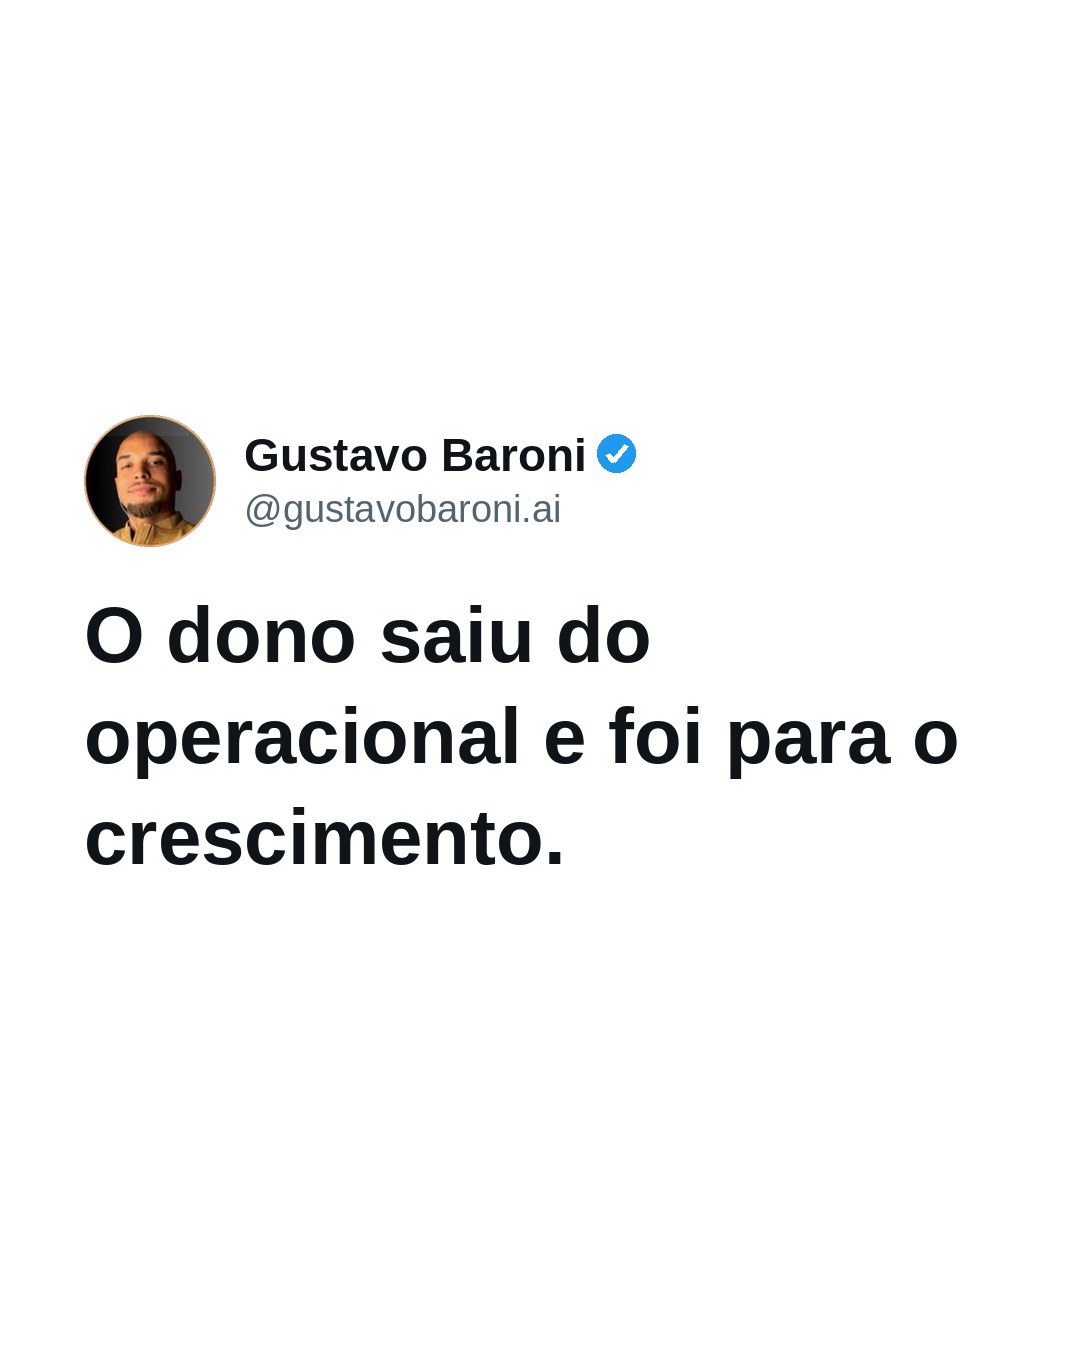 Gustavo Baroni
@gustavobaroni.ai
O dono saiu do
operacional e foi para o
crescimento.